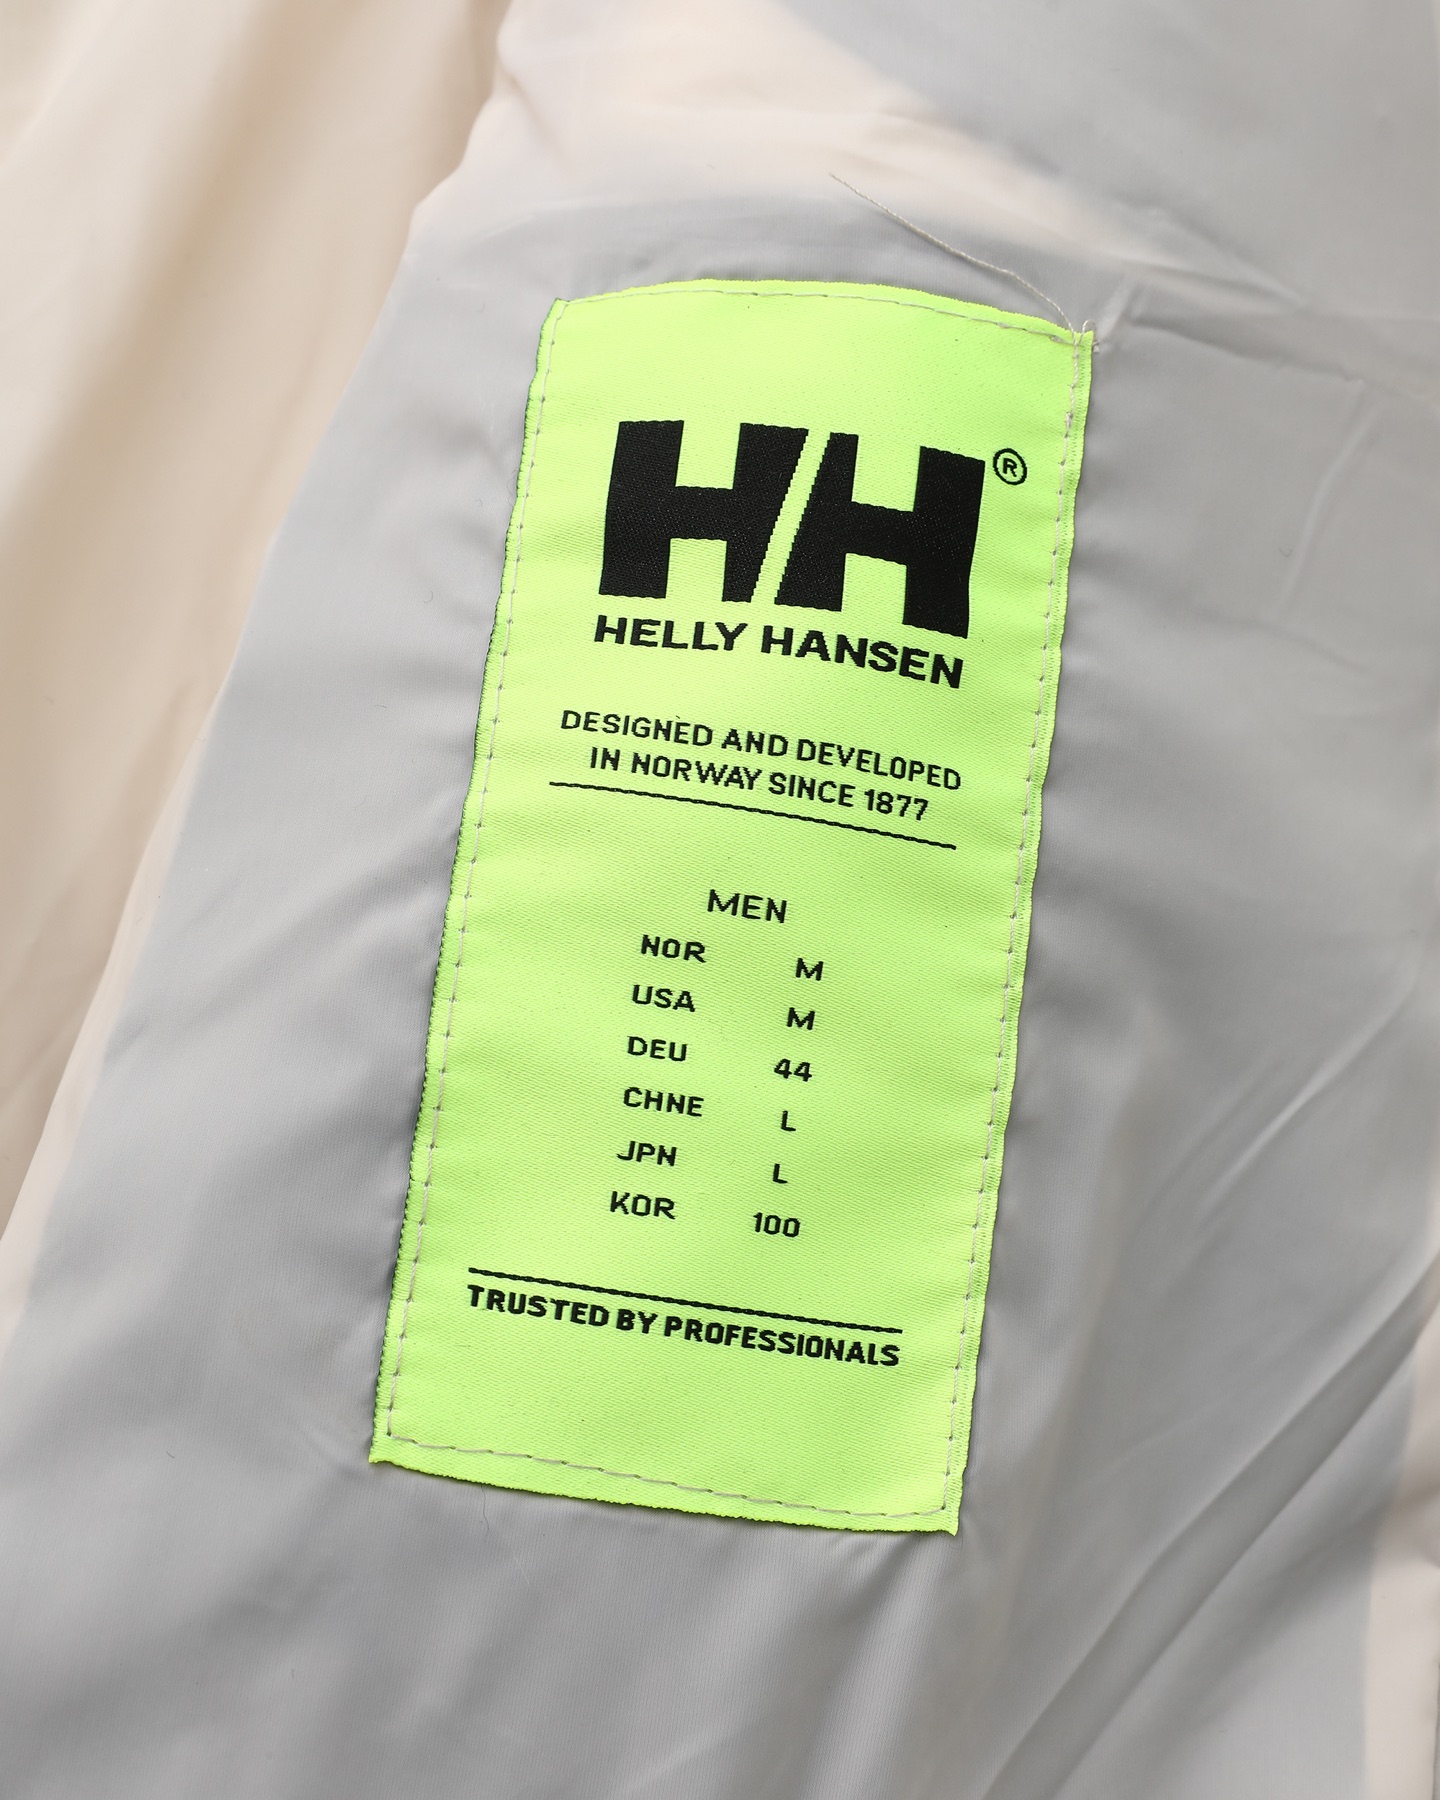 HH®
HELLY HANSEN
DESIGNED AND DEVELOPED
IN NORWAY SINCE 1877
MEN
NOR M
USA M
DEU 44
CHNE L
JPN L
KOR 100
TRUSTED BY PROFESSIONALS